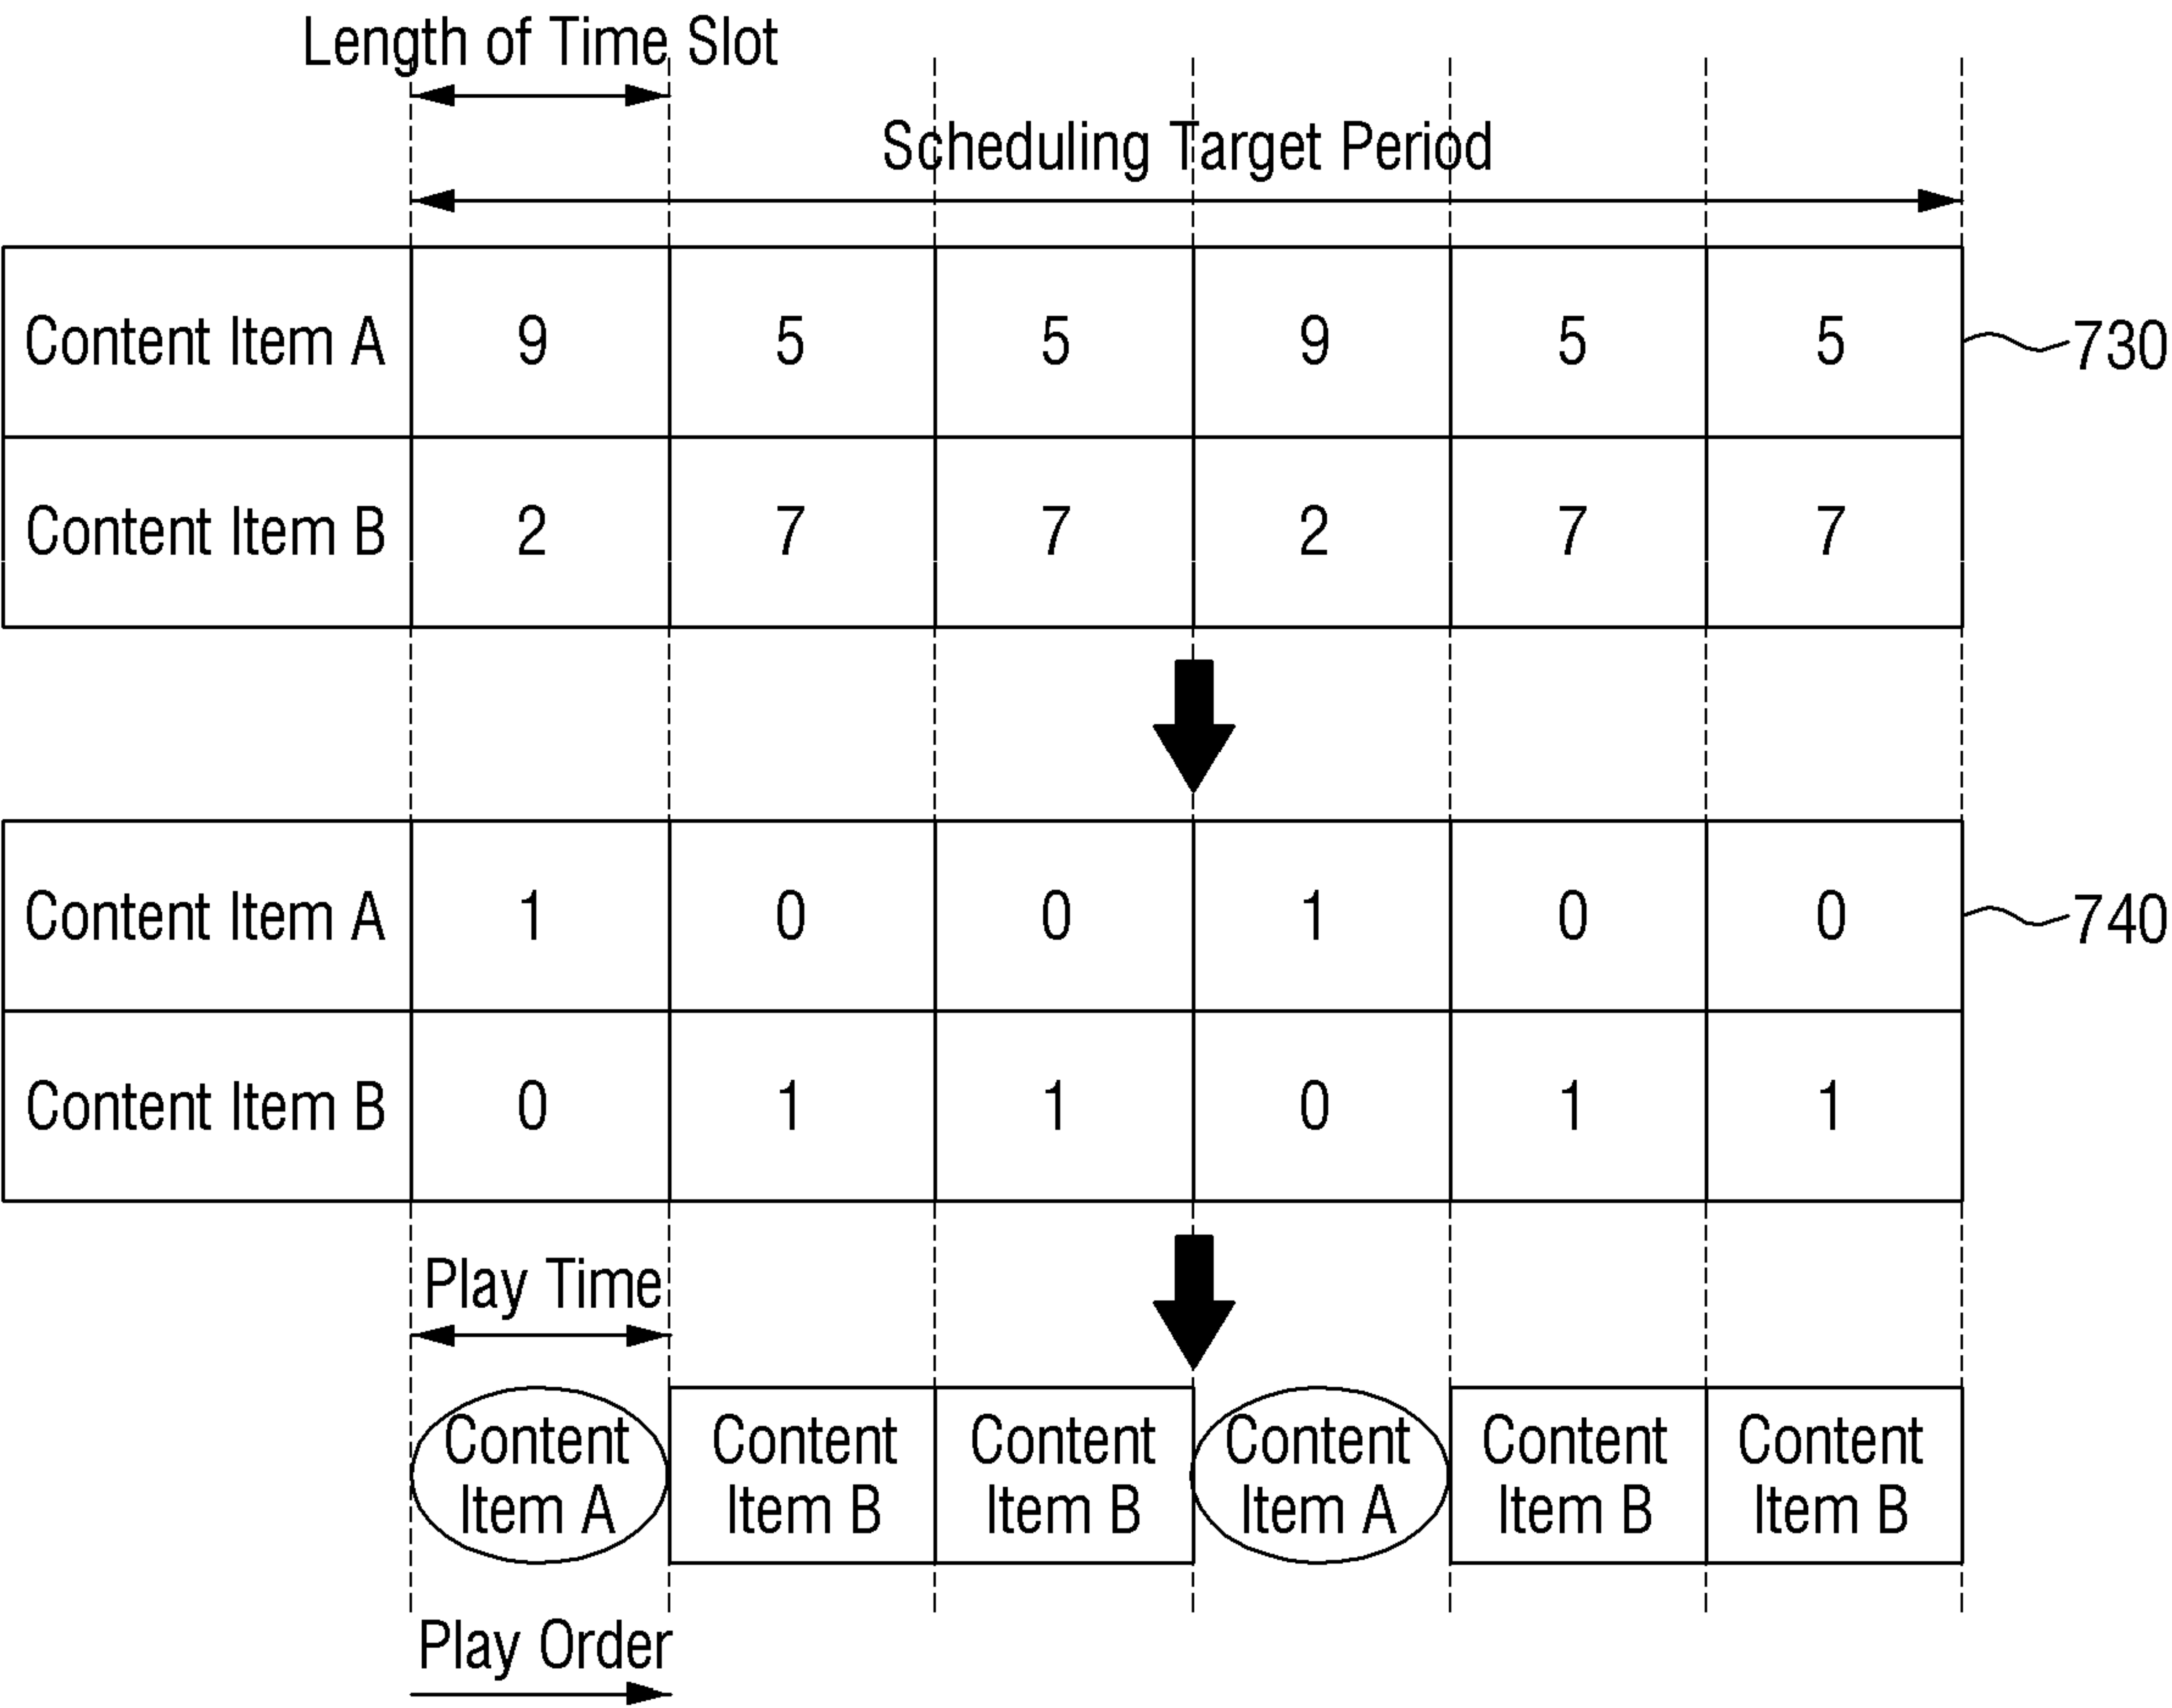 Length of Time Slot
Scheduling Target Period
Content Item A 9 5 5 9 5 5 730
Content Item B 2 7 7 2 7 7
Content Item A 1 0 0 1 0 0 740
Content Item B 0 1 1 0 1 1
Play Time
Content Content Content Content Content Content
Item A Item B Item B Item A Item B Item B
Play Order